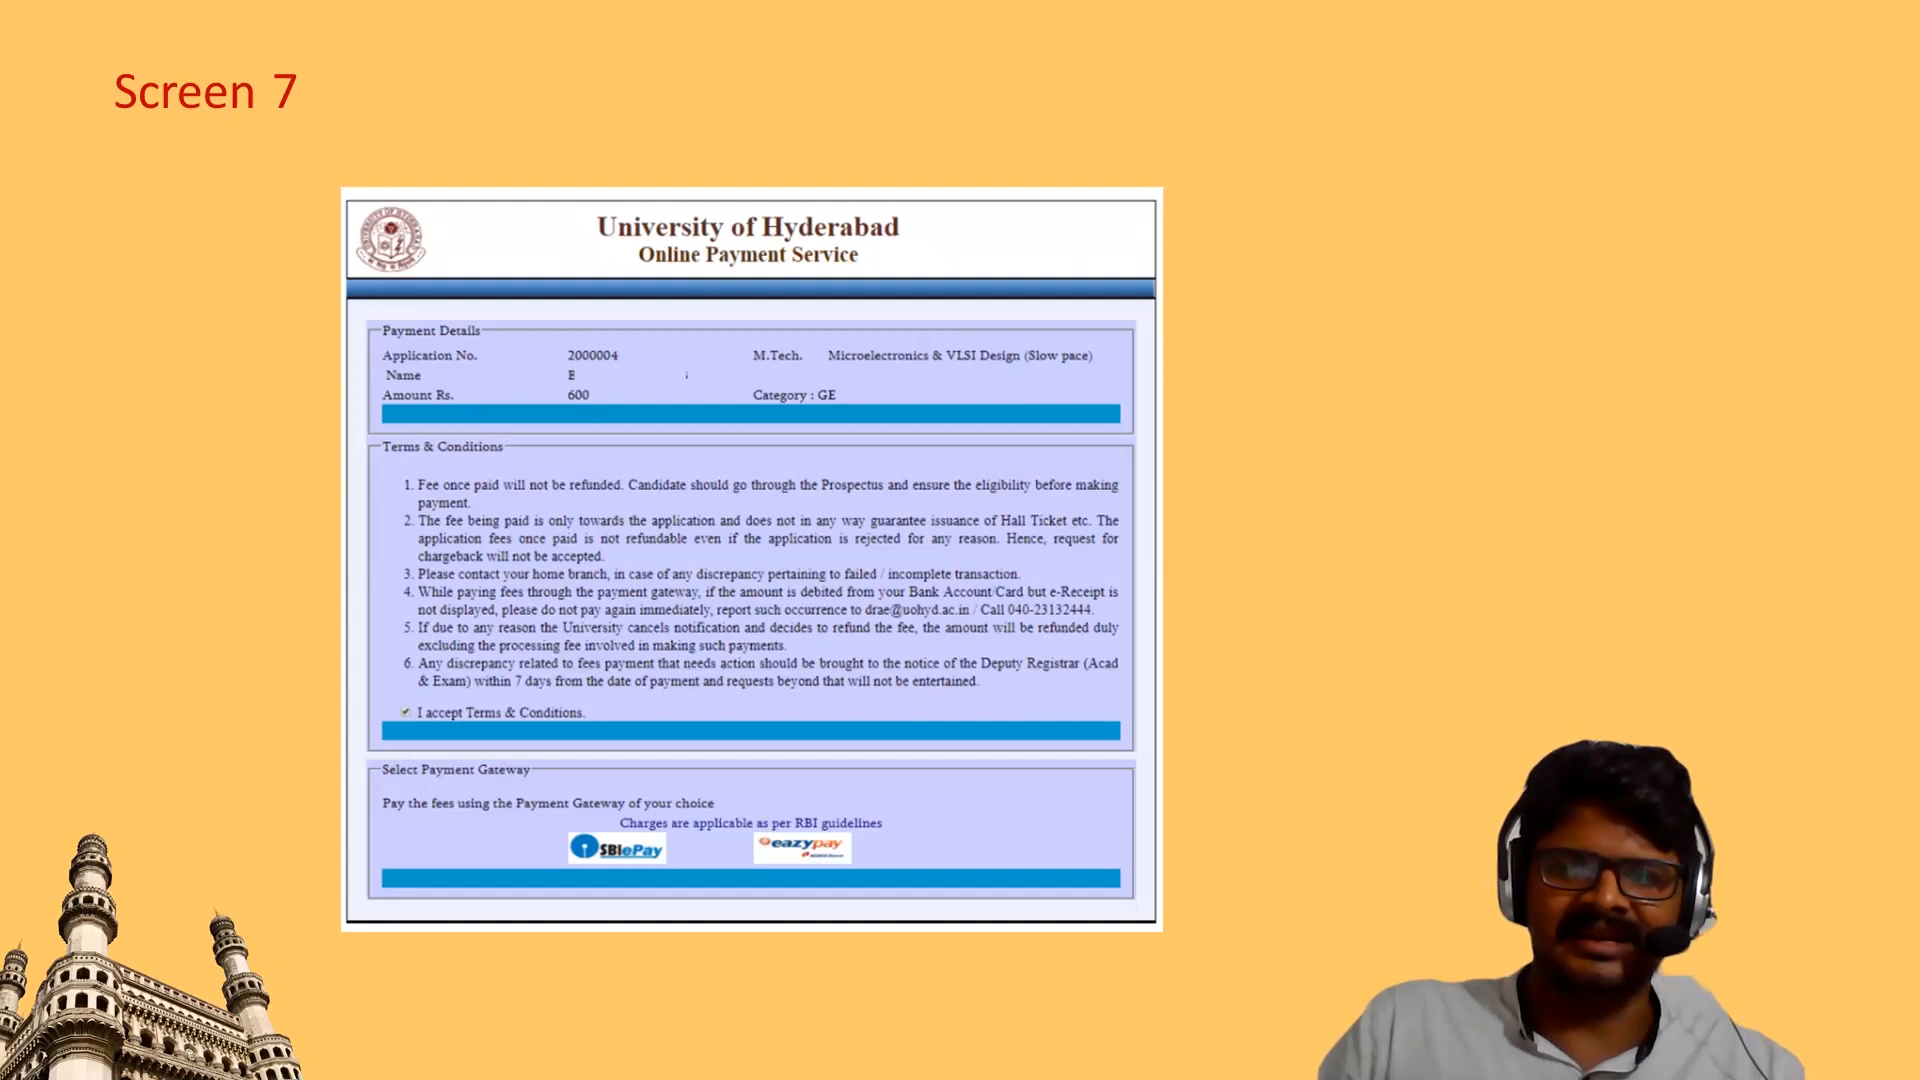 Screen 7
University of Hyderabad
Online Payment Service
Payment Details
Application No. 2000004 M.Tech. Microelectronics & VLSI Design (Slow pace)
Name E
Amount Rs. 600 Category : GE
Terms & Conditions
1. Fee once paid will not be refunded. Candidate should go through the Prospectus and ensure the eligibility before making
payment.
2. The fee being paid is only towards the application and does not in any way guarantee issuance of Hall Ticket etc. The
application fees once paid is not refundable even if the application is rejected for any reason. Hence, request for
chargeback will not be accepted.
3. Please contact your home branch, in case of any discrepancy pertaining to failed / incomplete transaction.
4. While paying fees through the payment gateway, if the amount is debited from your Bank Account/Card but e-Receipt is
not displayed, please do not pay again immediately, report such occurrence to drae@uohyd.ac.in / Call 040-23132444.
5. If due to any reason the University cancels notification and decides to refund the fee, the amount will be refunded duly
excluding the processing fee involved in making such payments.
6. Any discrepancy related to fees payment that needs action should be brought to the notice of the Deputy Registrar (Acad
& Exam) within 7 days from the date of payment and requests beyond that will not be entertained.
I accept Terms & Conditions.
Select Payment Gateway
Pay the fees using the Payment Gateway of your choice
Charges are applicable as per RBI guidelines
SBIePay eazypay